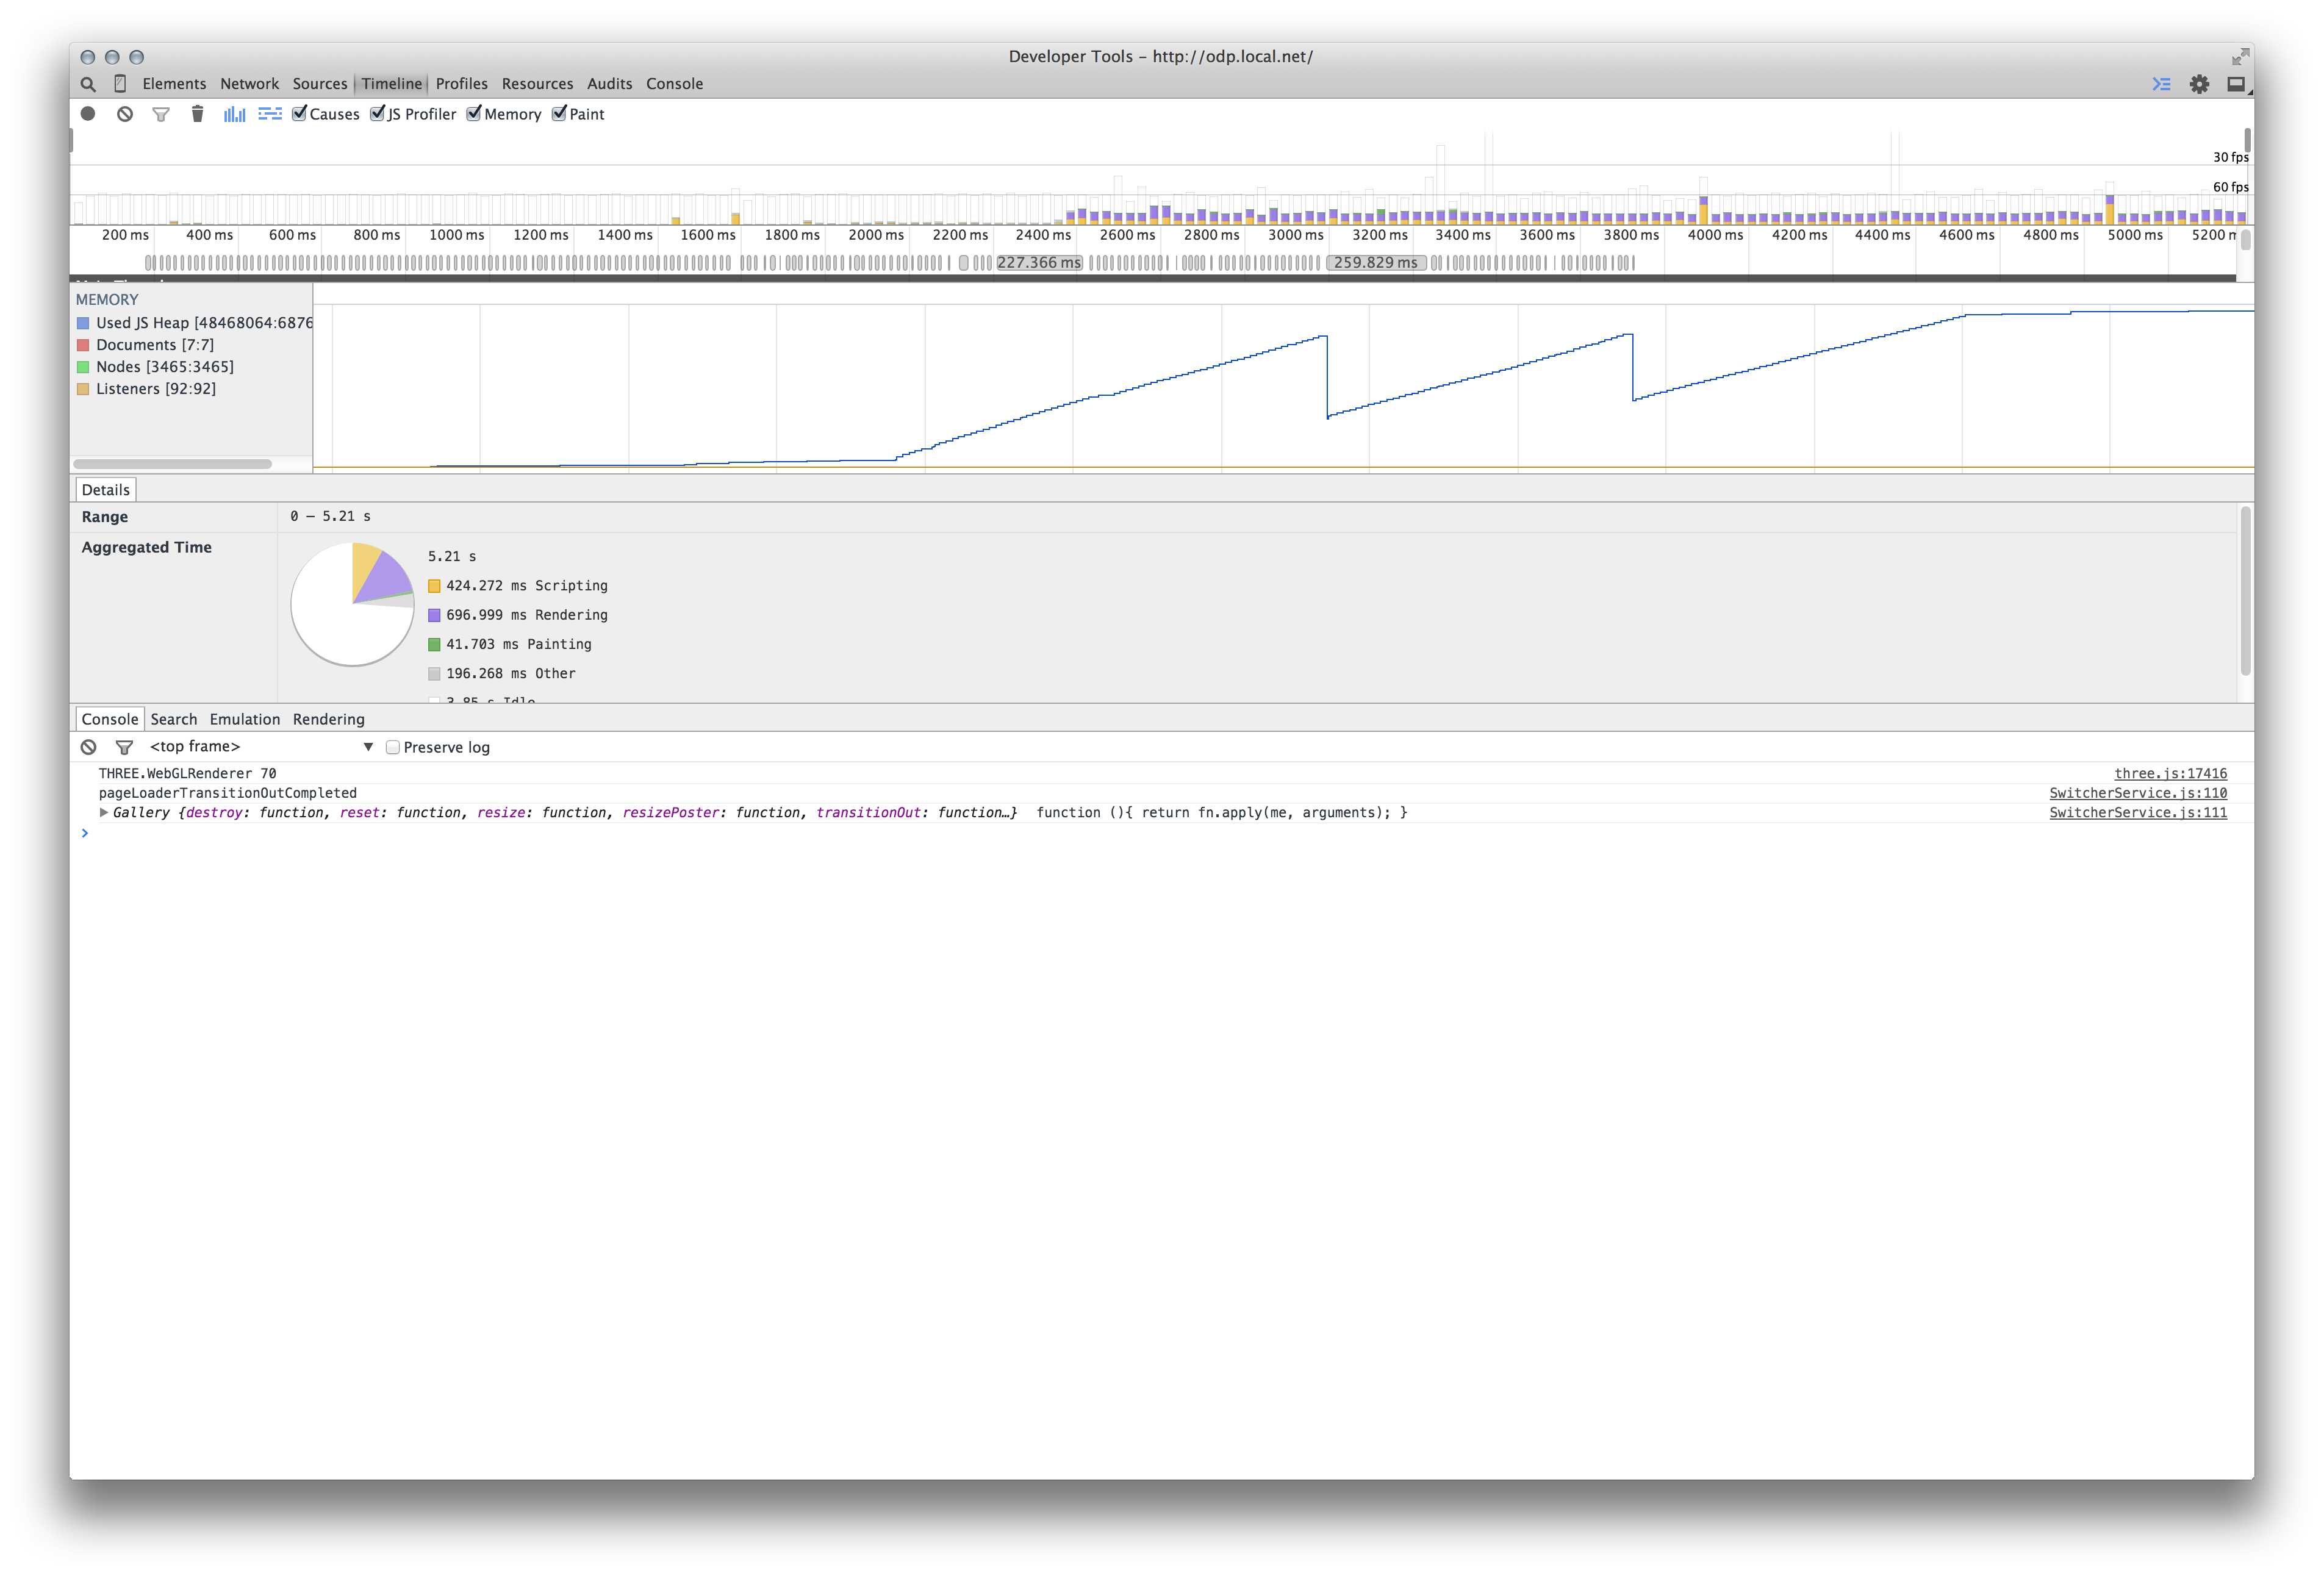 Developer Tools – http://odp.local.net/
Elements Network Sources Timeline Profiles Resources Audits Console
Causes JS Profiler Memory Paint
30 fps
60 fps
200 ms 400 ms 600 ms 800 ms 1000 ms 1200 ms 1400 ms 1600 ms 1800 ms 2000 ms 2200 ms 2400 ms 2600 ms 2800 ms 3000 ms 3200 ms 3400 ms 3600 ms 3800 ms 4000 ms 4200 ms 4400 ms 4600 ms 4800 ms 5000 ms 5200 m
227.366 ms 259.829 ms
MEMORY
Used JS Heap [48468064:6876
Documents [7:7]
Nodes [3465:3465]
Listeners [92:92]
Details
Range 0 – 5.21 s
Aggregated Time
5.21 s
424.272 ms Scripting
696.999 ms Rendering
41.703 ms Painting
196.268 ms Other
3.85 s Idle
Console Search Emulation Rendering
<top frame> ▼ Preserve log
THREE.WebGLRenderer 70 three.js:17416
pageLoaderTransitionOutCompleted SwitcherService.js:110
▶ Gallery {destroy: function, reset: function, resize: function, resizePoster: function, transitionOut: function…} function (){ return fn.apply(me, arguments); } SwitcherService.js:111
>